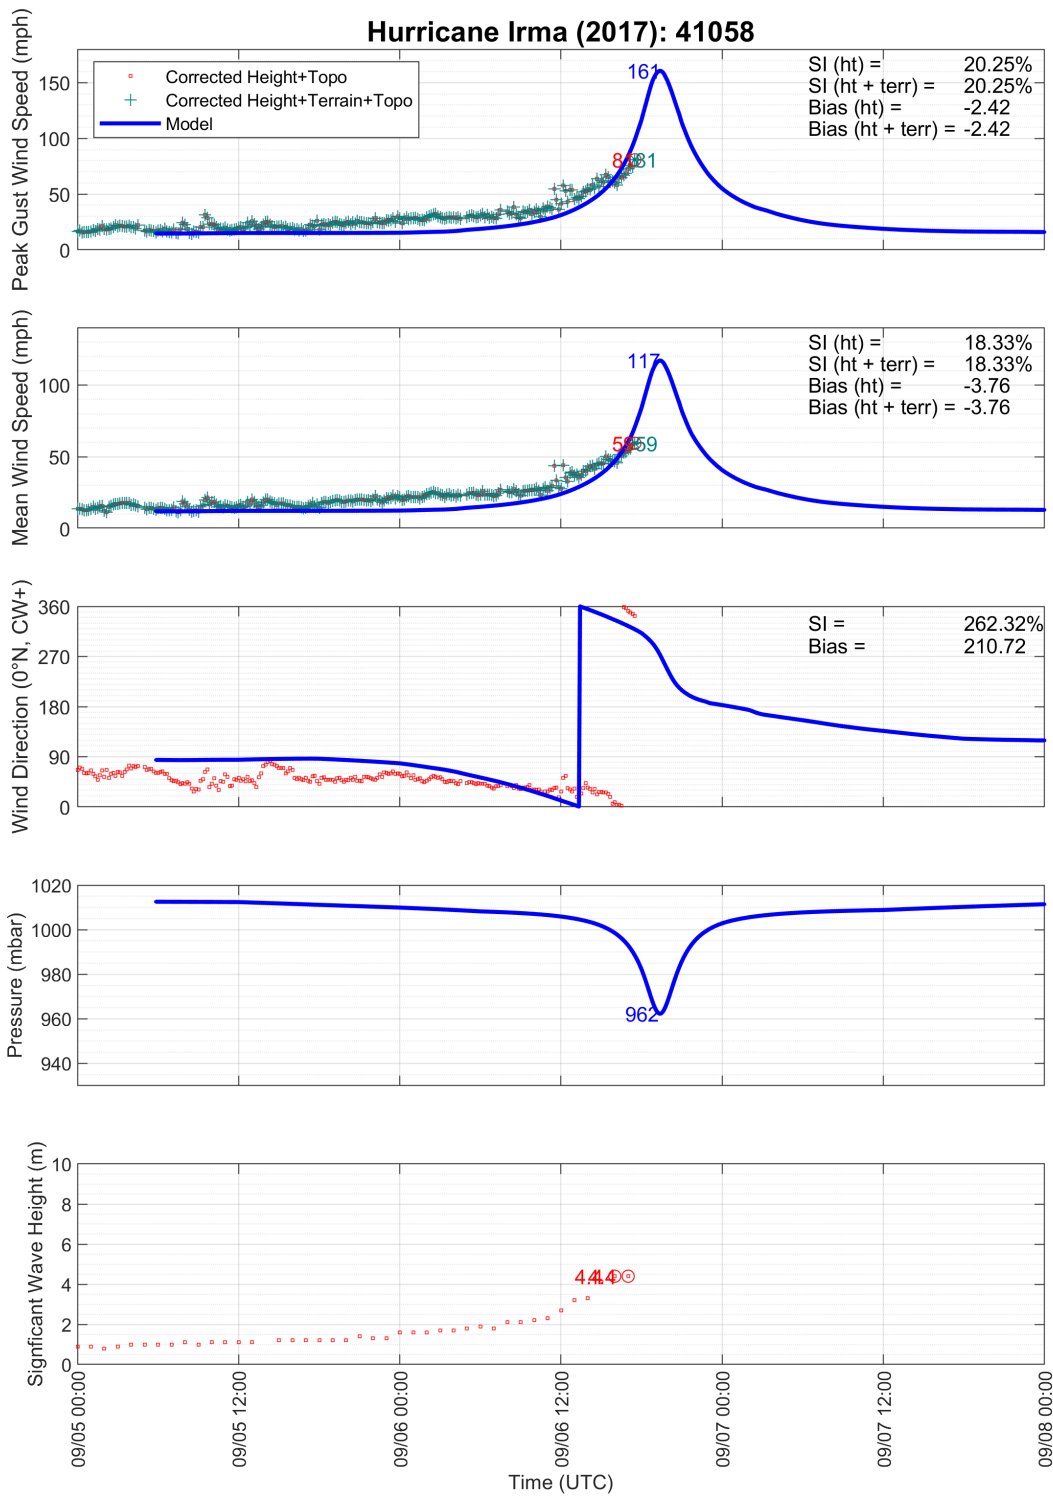 Hurricane Irma (2017): 41058
Peak Gust Wind Speed (mph)
150
100
50
0
Corrected Height+Topo
Corrected Height+Terrain+Topo
Model
161
81
SI (ht) = 20.25%
SI (ht + terr) = 20.25%
Bias (ht) = -2.42
Bias (ht + terr) = -2.42
Mean Wind Speed (mph)
100
50
0
117
59
SI (ht) = 18.33%
SI (ht + terr) = 18.33%
Bias (ht) = -3.76
Bias (ht + terr) = -3.76
Wind Direction (0°N, CW+)
360
270
180
90
0
SI = 262.32%
Bias = 210.72
Pressure (mbar)
1020
1000
980
960
940
962
Signficant Wave Height (m)
10
8
6
4
2
0
4.4
09/05 00:00
09/05 12:00
09/06 00:00
09/06 12:00
09/07 00:00
09/07 12:00
09/08 00:00
Time (UTC)